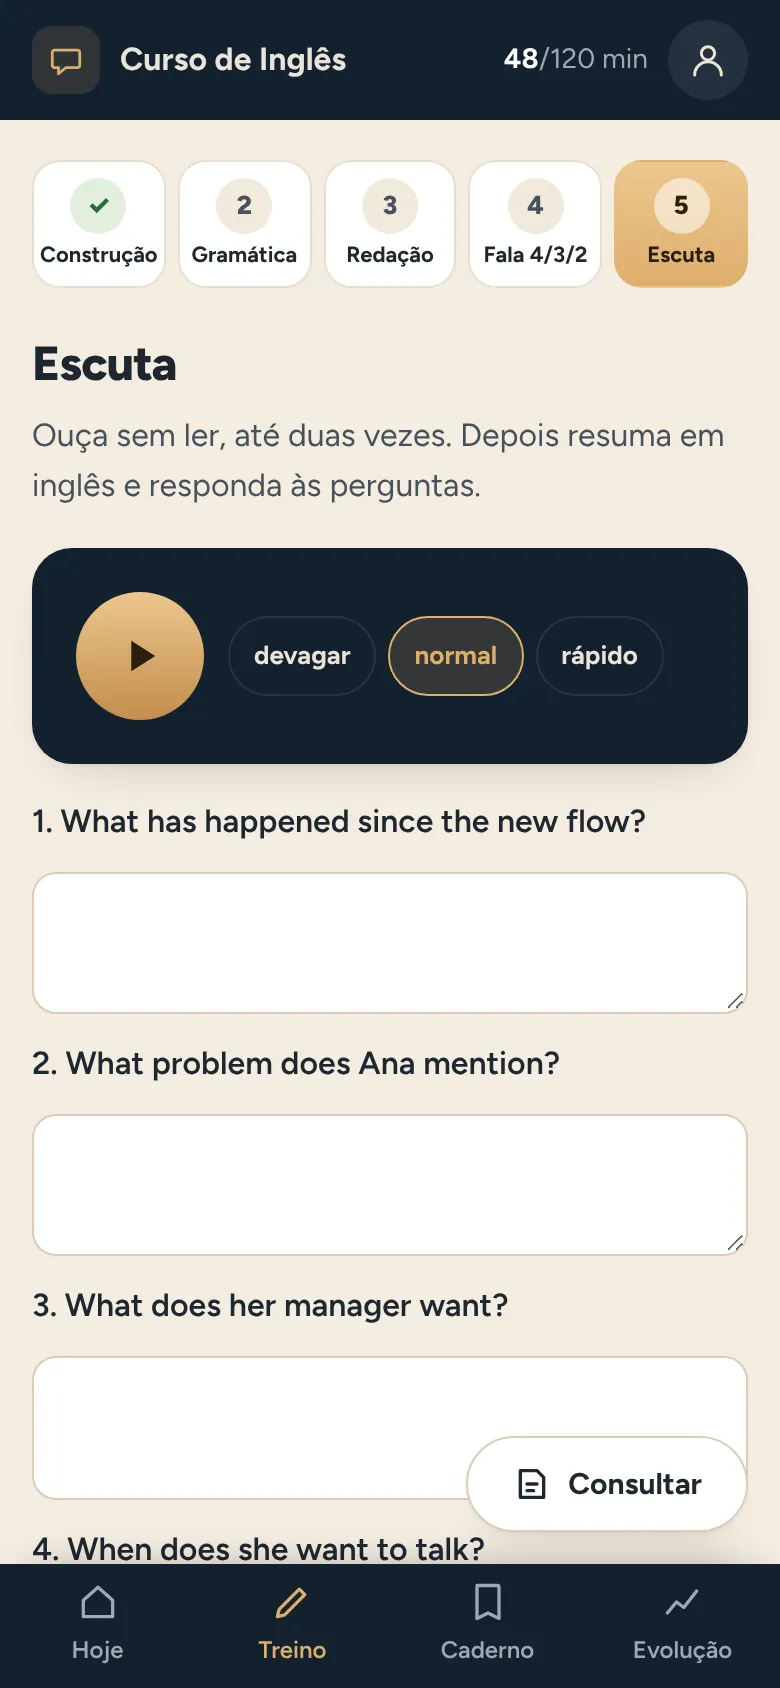 Curso de Inglês
48/120 min
Construção
2
Gramática
3
Redação
4
Fala 4/3/2
5
Escuta
Escuta
Ouça sem ler, até duas vezes. Depois resuma em
inglês e responda às perguntas.
devagar
normal
rápido
1. What has happened since the new flow?
2. What problem does Ana mention?
3. What does her manager want?
Consultar
4. When does she want to talk?
Hoje
Treino
Caderno
Evolução